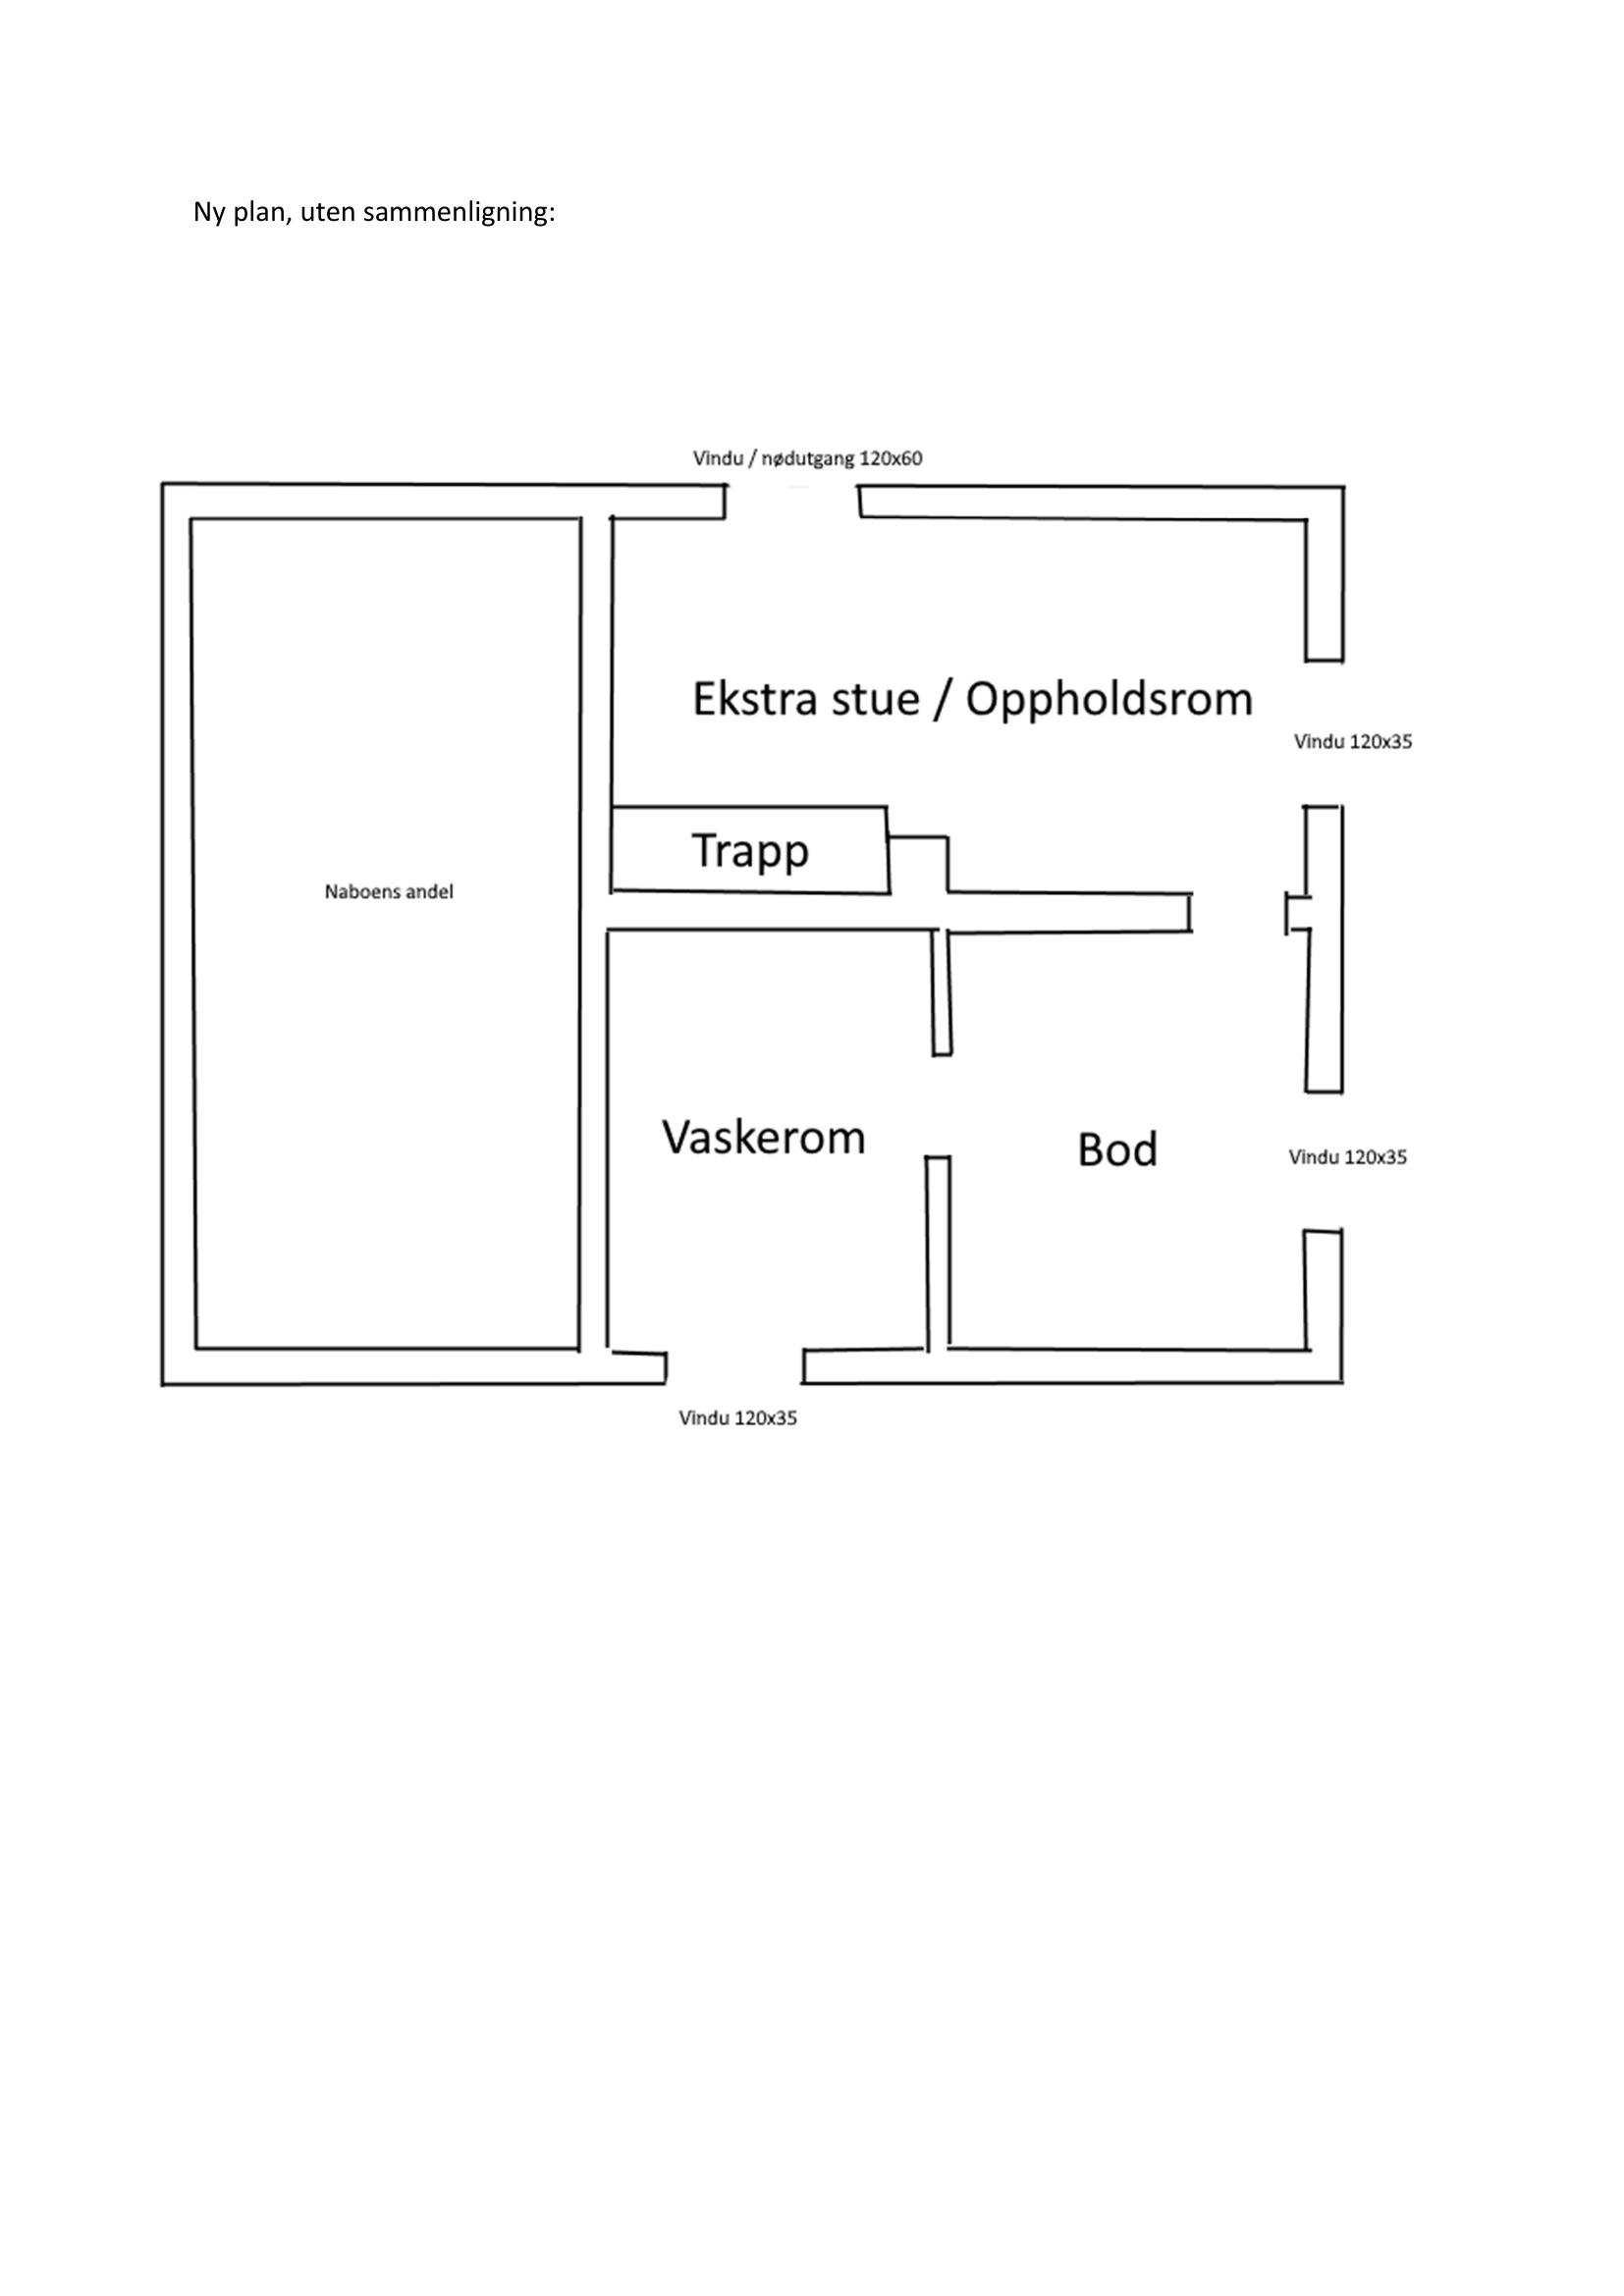 Ny plan, uten sammenligning:
Vindu / nødutgang 120x60
Ekstra stue / Oppholdsrom
Vindu 120x35
Trapp
Naboens andel
Vaskerom
Bod
Vindu 120x35
Vindu 120x35